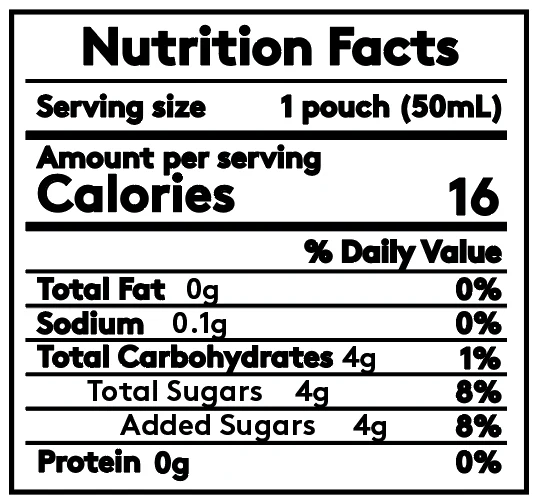 Nutrition Facts
Serving size 1 pouch (50mL)
Amount per serving
Calories 16
% Daily Value
Total Fat 0g 0%
Sodium 0.1g 0%
Total Carbohydrates 4g 1%
Total Sugars 4g 8%
Added Sugars 4g 8%
Protein 0g 0%